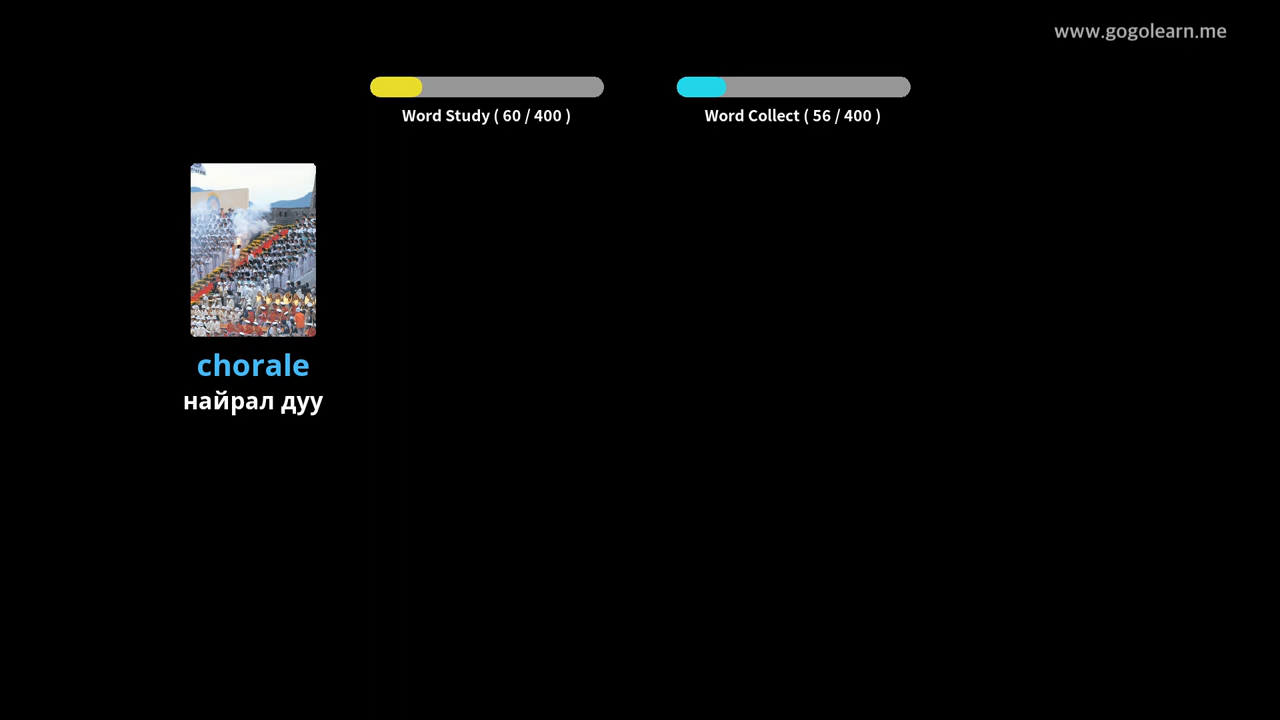 www.gogolearn.me
Word Study ( 60 / 400 )
Word Collect ( 56 / 400 )
chorale
найрал дуу